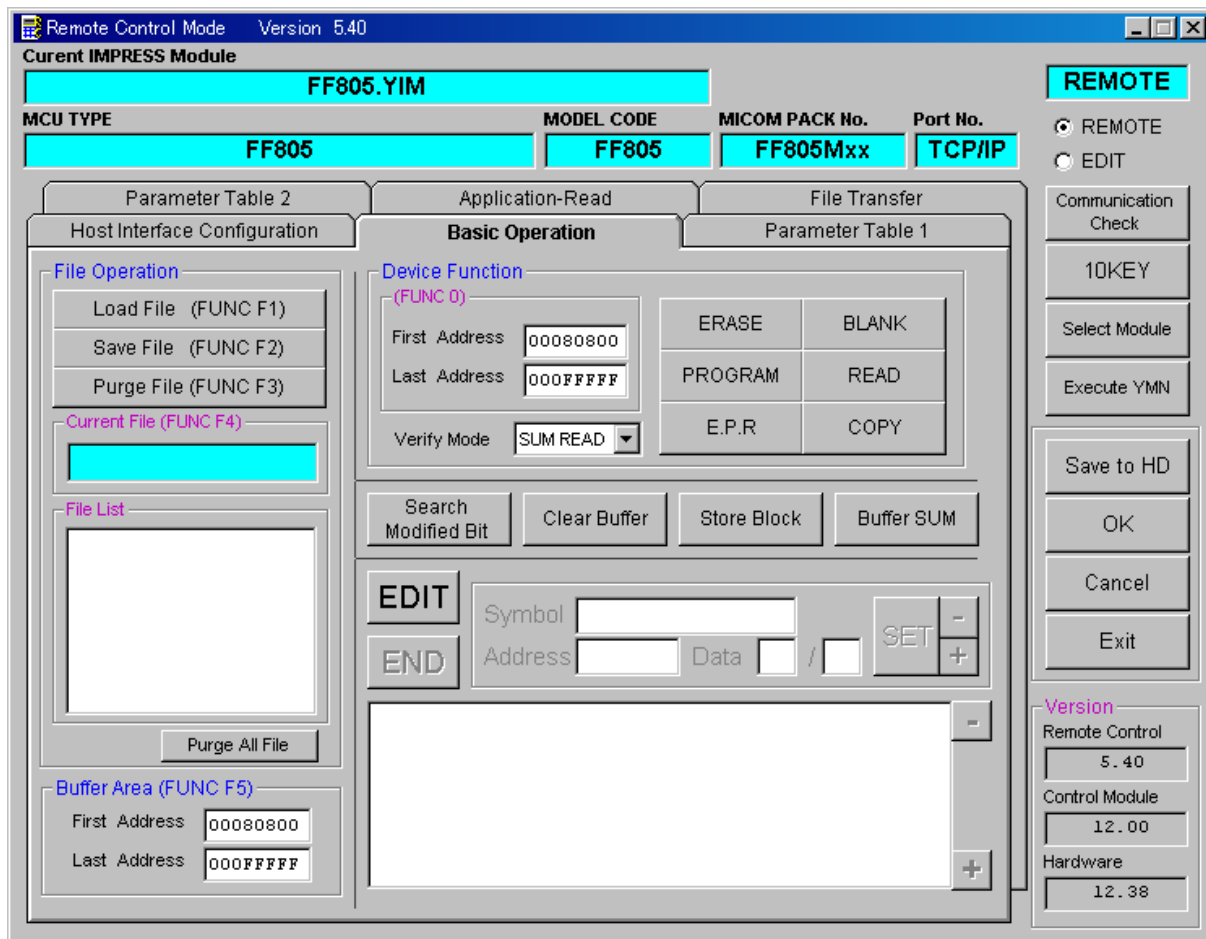 Remote Control Mode Version 5.40
Curent IMPRESS Module
FF805.YIM
REMOTE
MCU TYPE
MODEL CODE
MICOM PACK No.
Port No.
FF805
FF805
FF805Mxx
TCP/IP
REMOTE
EDIT
Parameter Table 2
Application-Read
File Transfer
Host Interface Configuration
Basic Operation
Parameter Table 1
File Operation
Load File (FUNC F1)
Save File (FUNC F2)
Purge File (FUNC F3)
Current File (FUNC F4)
File List
Purge All File
Buffer Area (FUNC F5)
First Address 00080800
Last Address 000FFFFF
Device Function
(FUNC 0)
First Address 00080800
Last Address 000FFFFF
Verify Mode SUM READ
ERASE
BLANK
PROGRAM
READ
E.P.R
COPY
Search
Modified Bit
Clear Buffer
Store Block
Buffer SUM
EDIT
END
Symbol
Address
Data /
SET
-
+
-
+
Communication
Check
10KEY
Select Module
Execute YMN
Save to HD
OK
Cancel
Exit
Version
Remote Control
5.40
Control Module
12.00
Hardware
12.38